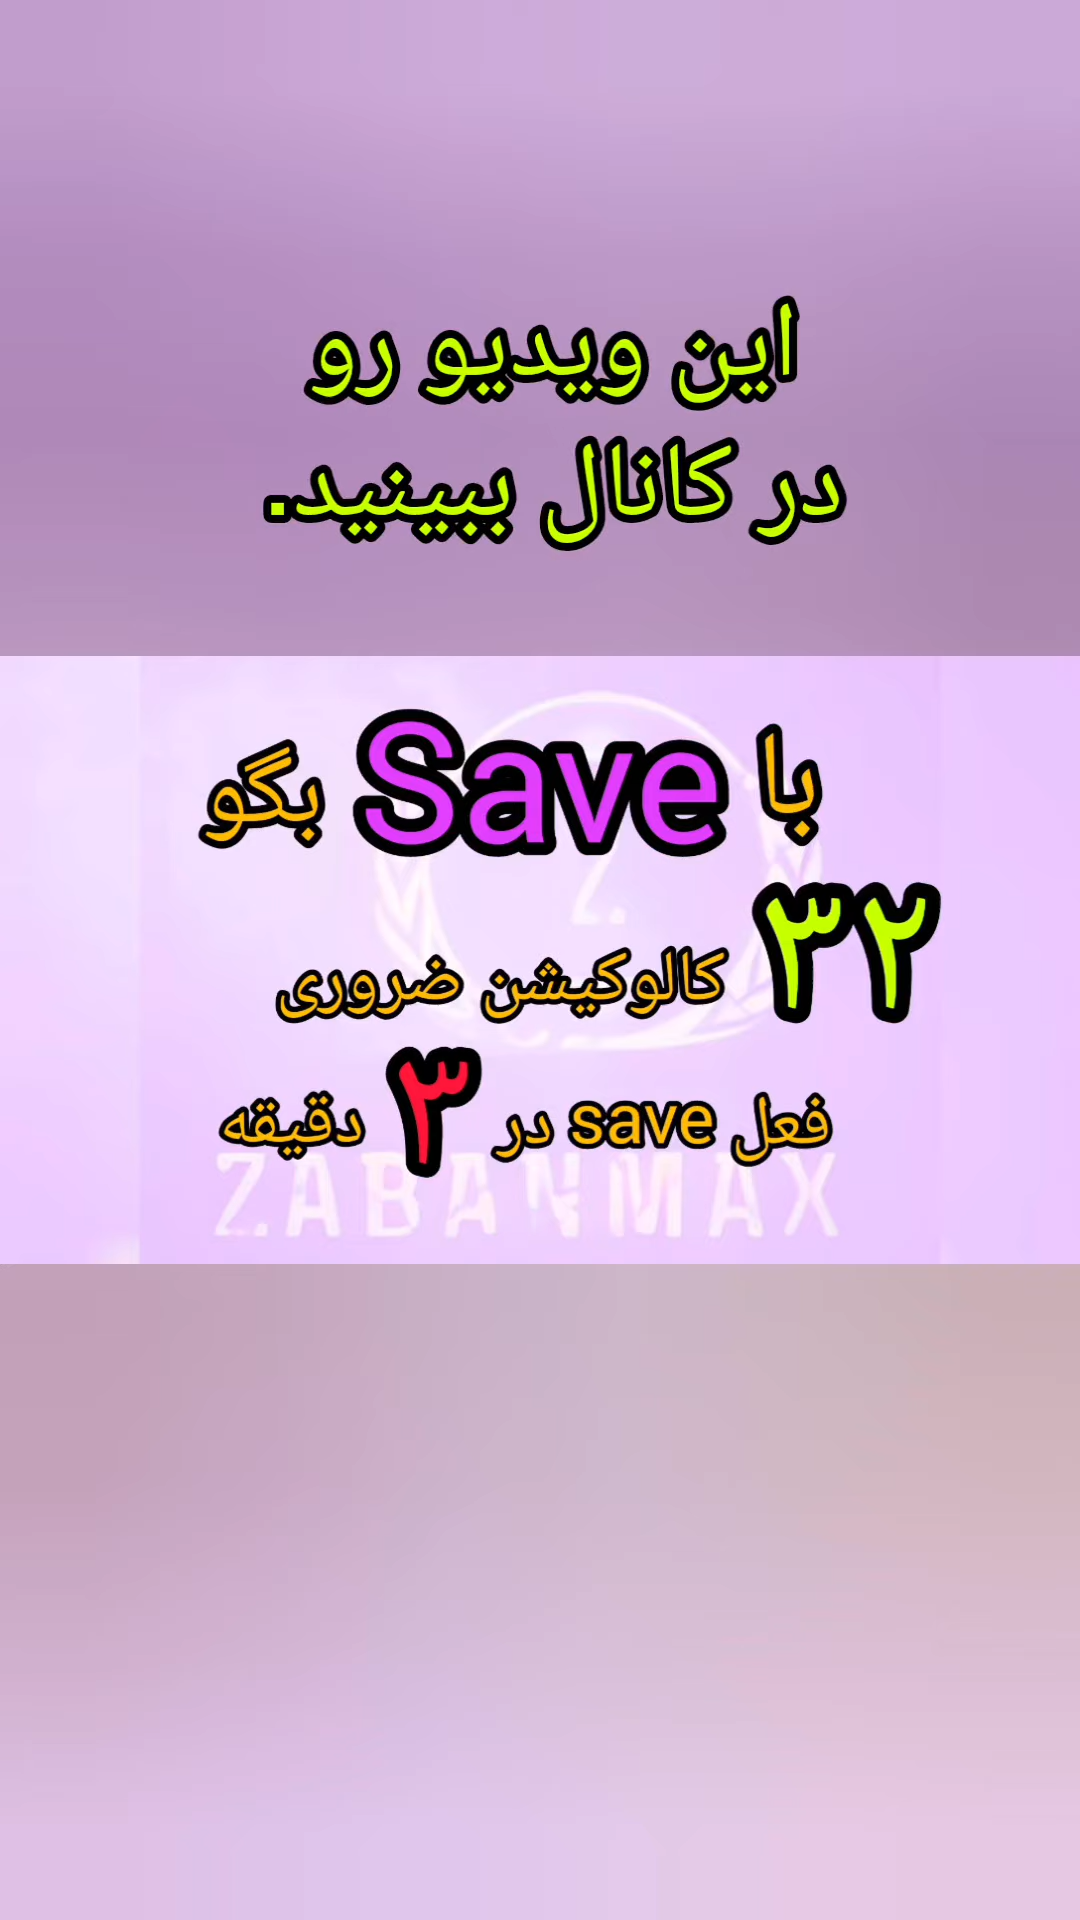 این ویدیو رو
در کانال ببینید.
با Save بگو
۳۲ کالوکیشن ضروری
فعل save در ۳ دقیقه
Z.
ZABANMAX